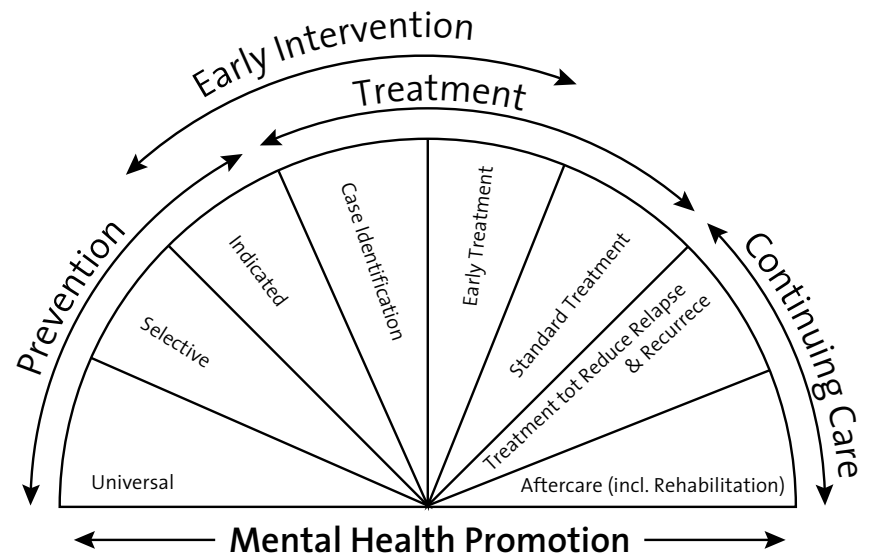 Early Intervention
Treatment
Prevention
Continuing Care
Universal
Selective
Indicated
Case Identification
Early Treatment
Standard Treatment
Treatment tot Reduce Relapse
& Recurrece
Aftercare (incl. Rehabilitation)
Mental Health Promotion